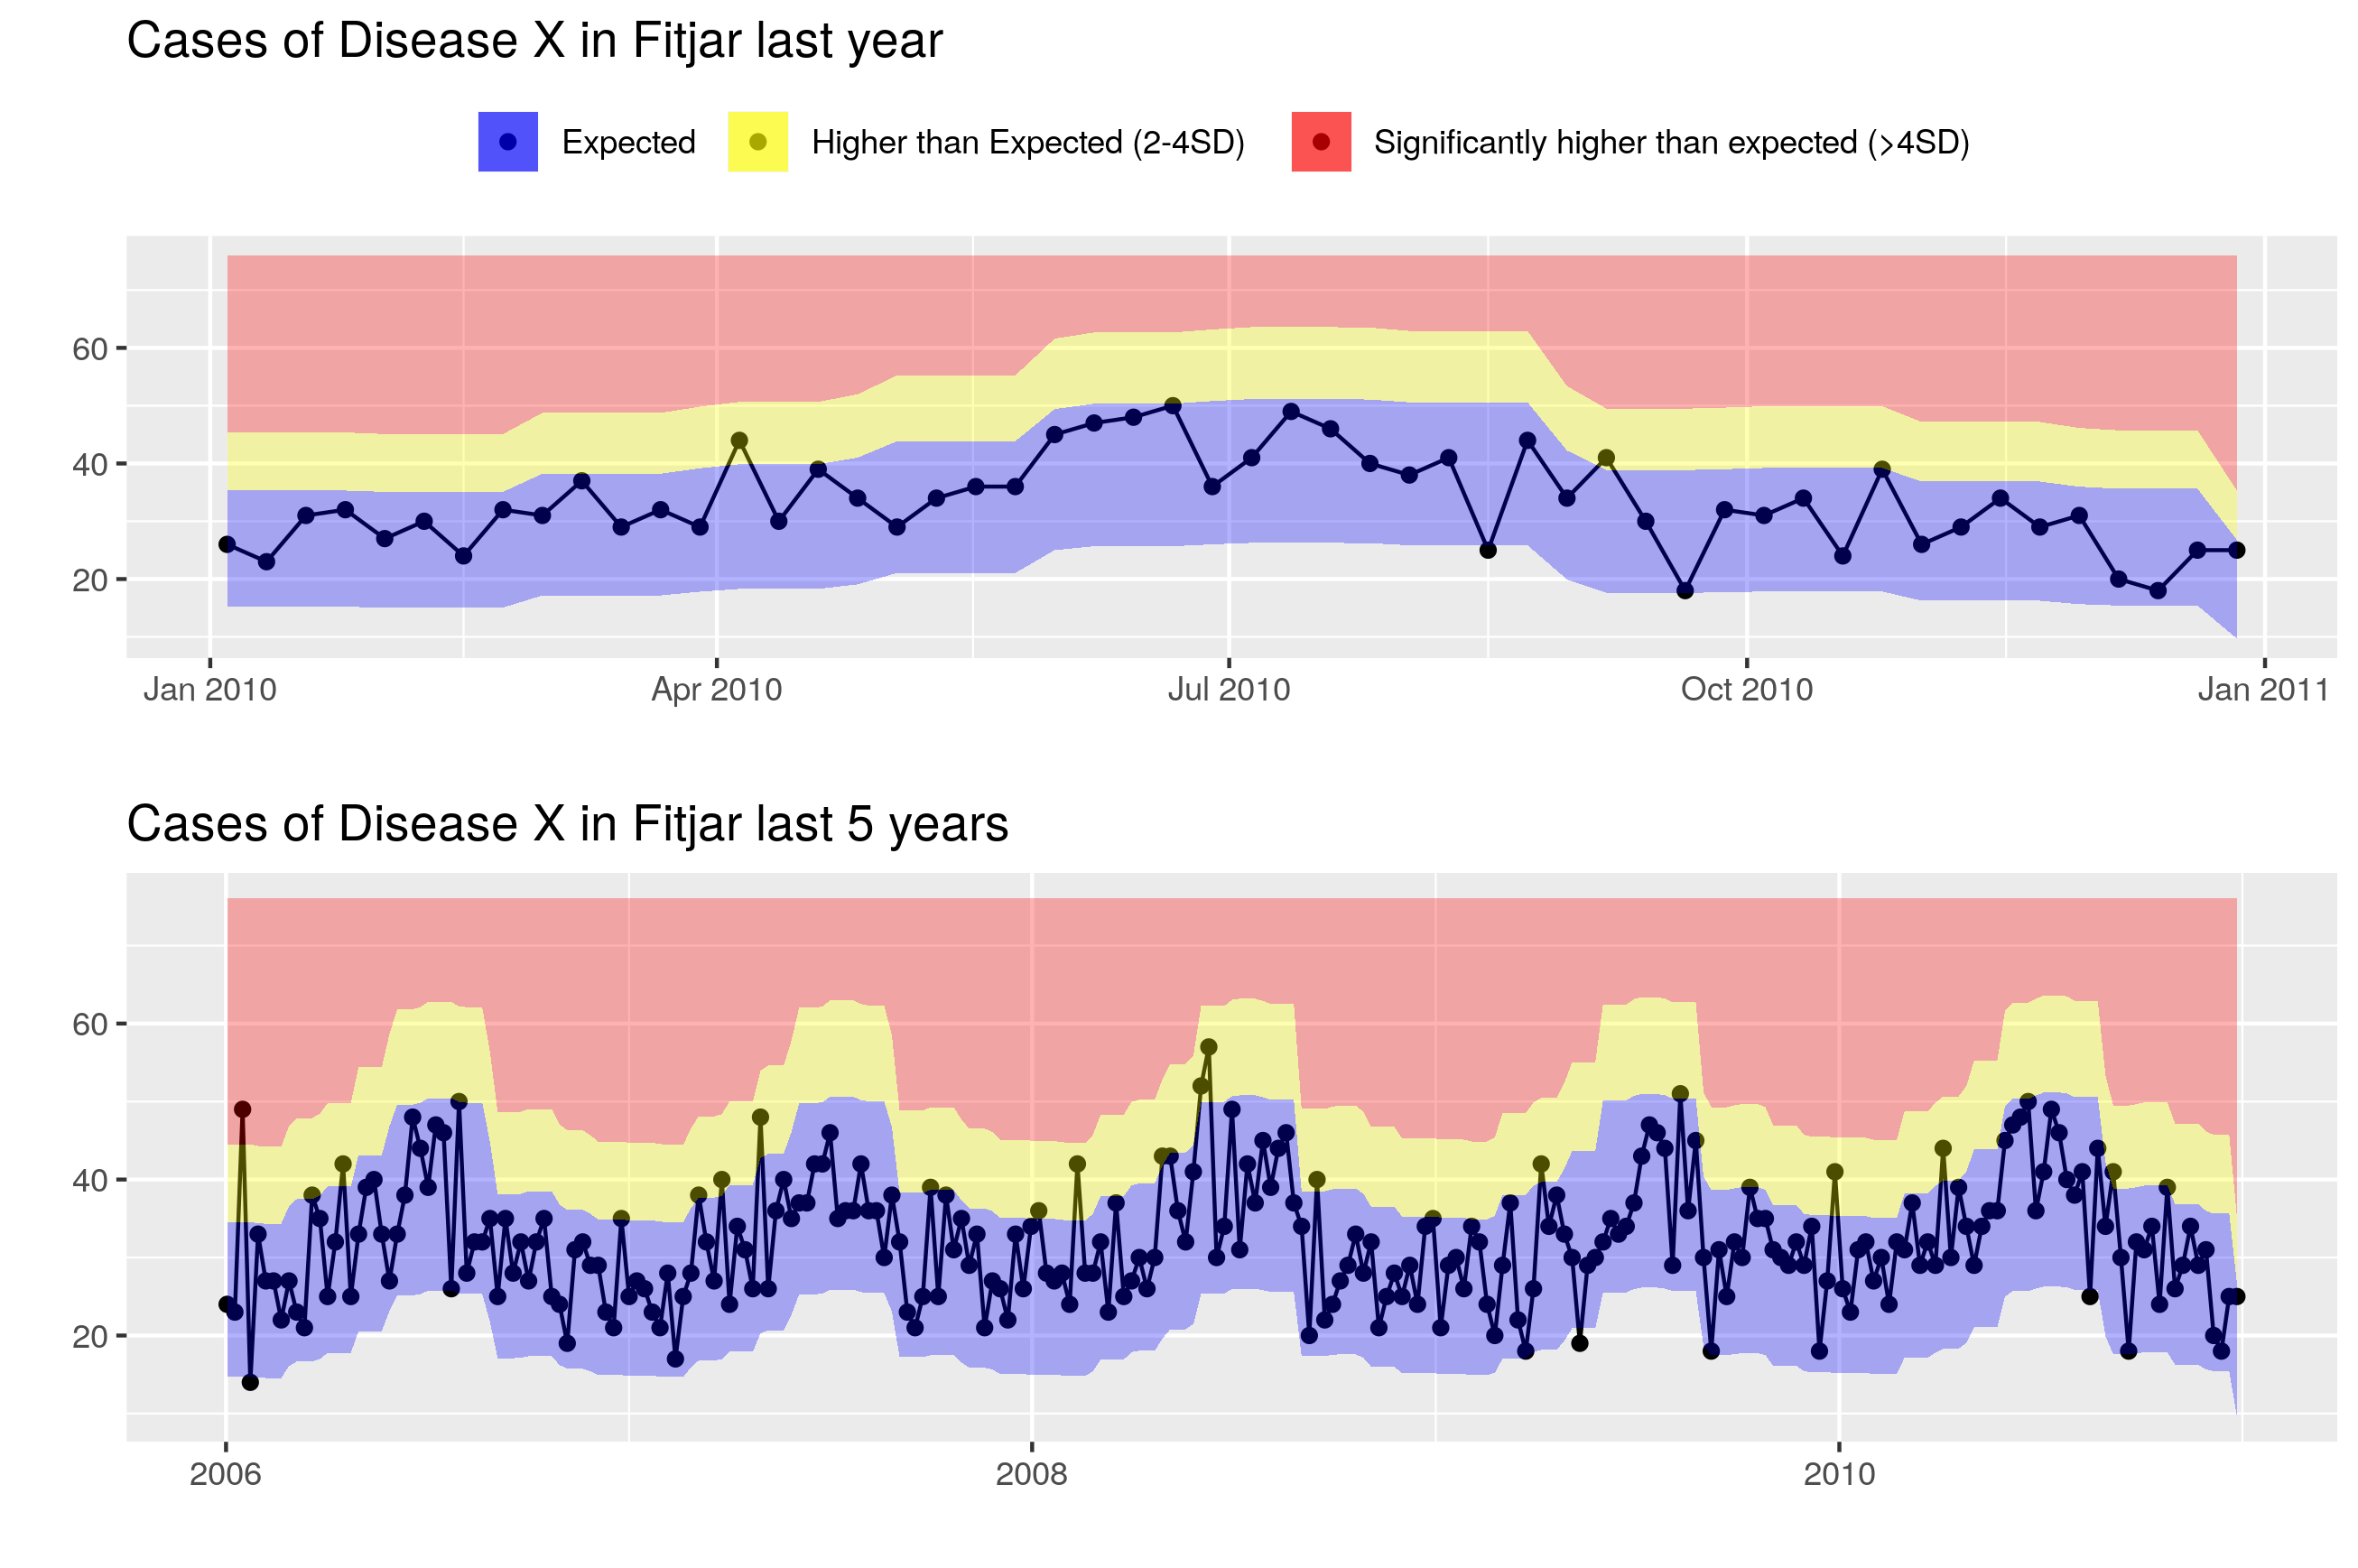 Cases of Disease X in Fitjar last year
Expected Higher than Expected (2-4SD) Significantly higher than expected (>4SD)
60
40
20
Jan 2010 Apr 2010 Jul 2010 Oct 2010 Jan 2011
Cases of Disease X in Fitjar last 5 years
60
40
20
2006 2008 2010